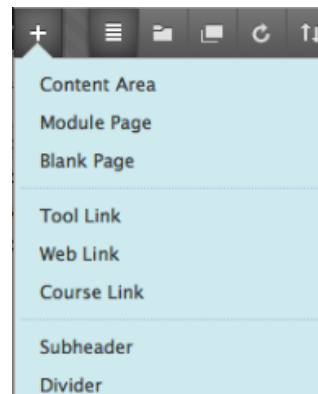 Content Area
Module Page
Blank Page
Tool Link
Web Link
Course Link
Subheader
Divider